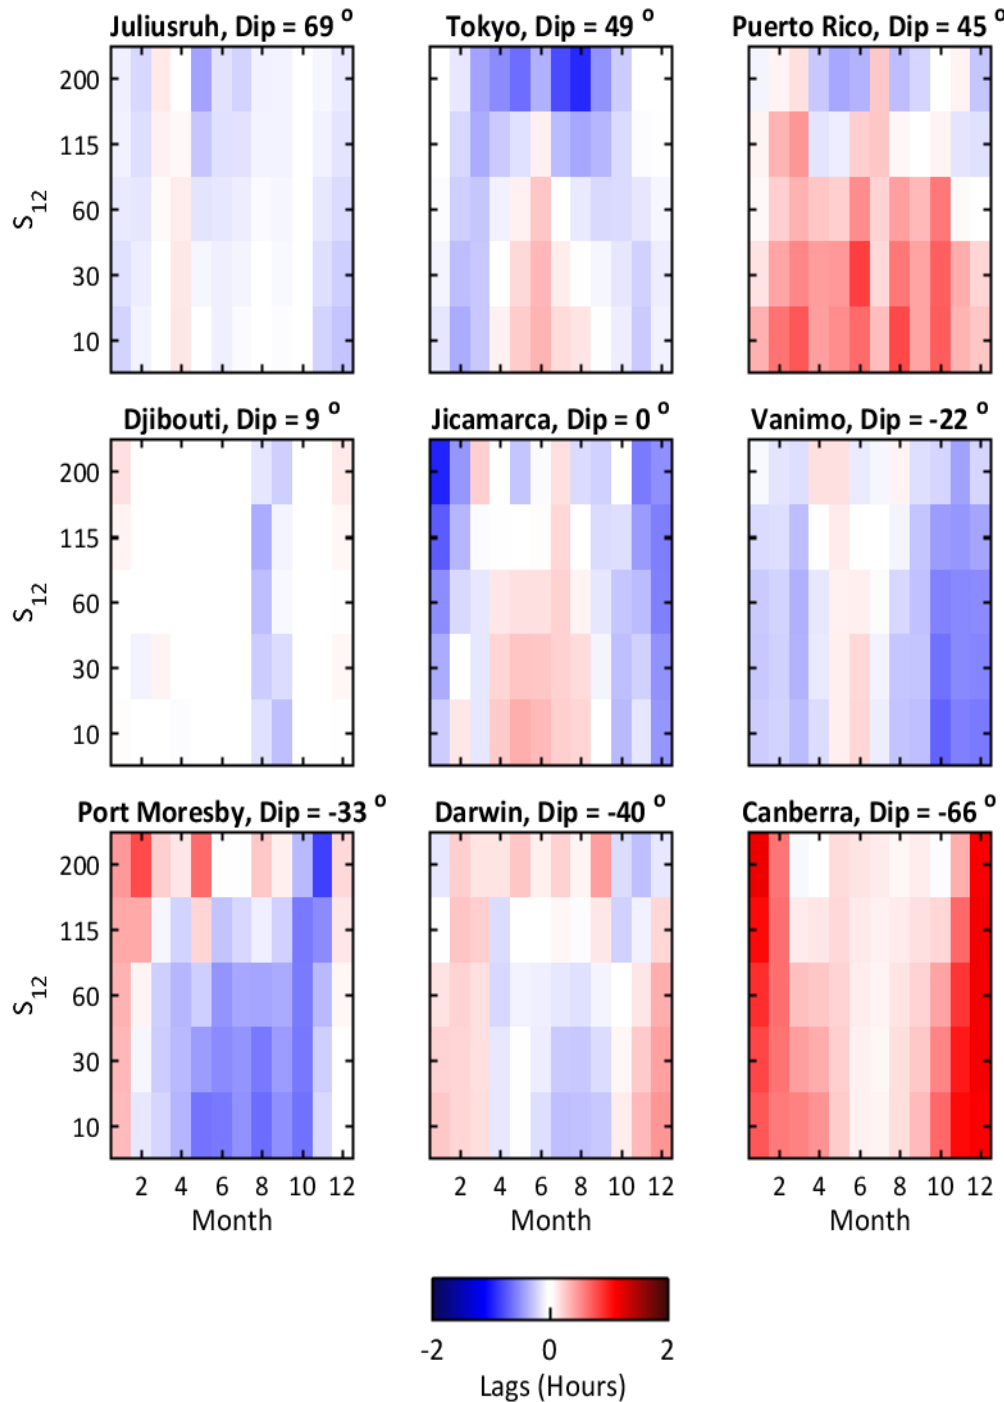 Juliusruh, Dip = 69 °
Tokyo, Dip = 49 °
Puerto Rico, Dip = 45 °
200
115
60
30
10
S12
Djibouti, Dip = 9 °
Jicamarca, Dip = 0 °
Vanimo, Dip = -22 °
200
115
60
30
10
S12
Port Moresby, Dip = -33 °
Darwin, Dip = -40 °
Canberra, Dip = -66 °
200
115
60
30
10
S12
2 4 6 8 10 12
2 4 6 8 10 12
2 4 6 8 10 12
Month
Month
Month
-2 0 2
Lags (Hours)